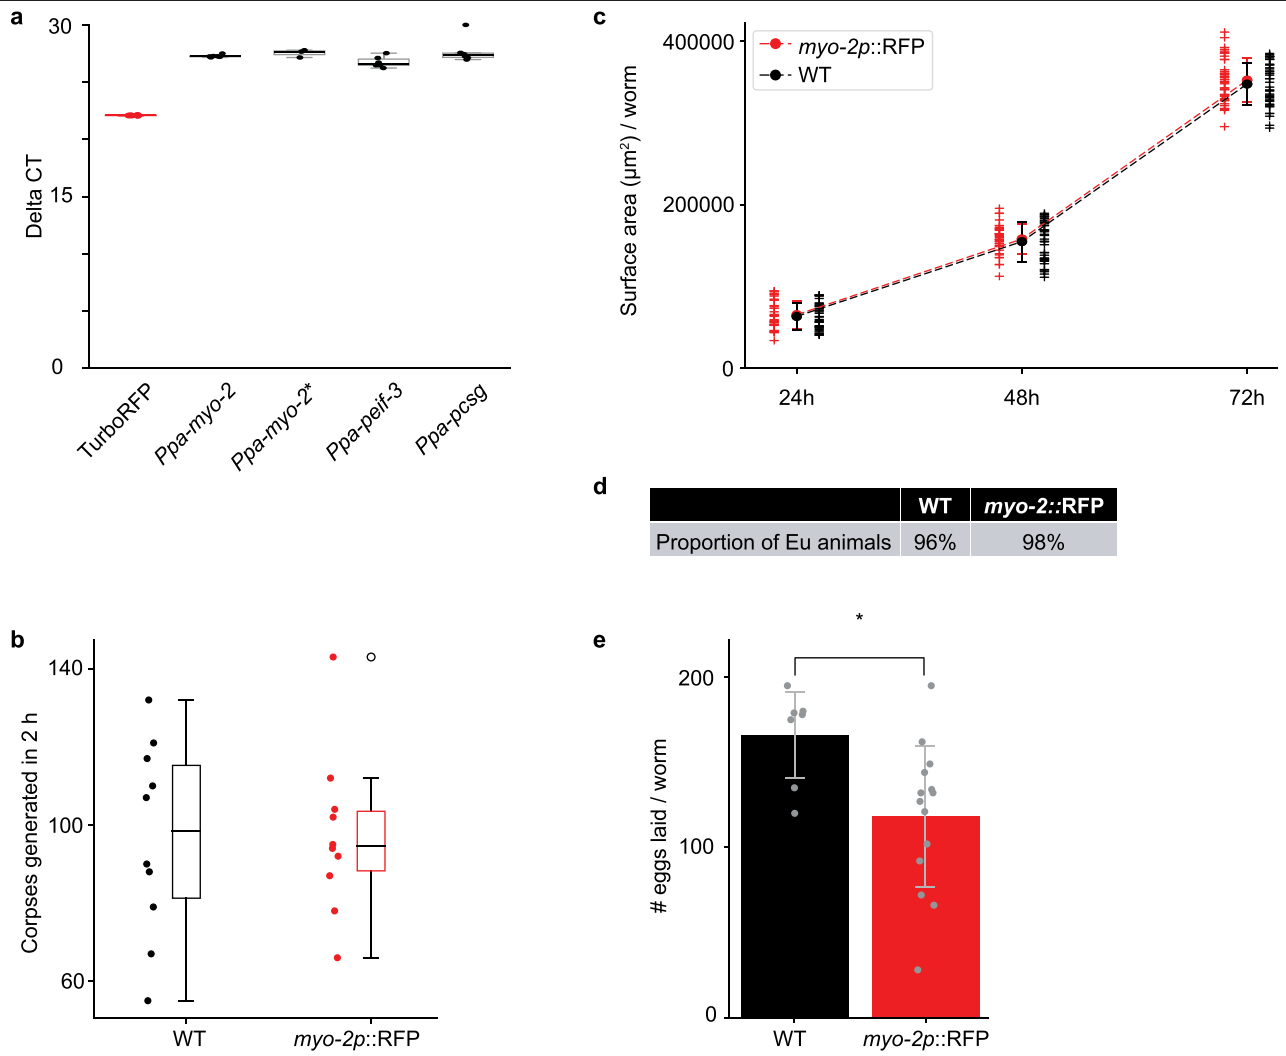 a
30
15
0
Delta CT
TurboRFP
Ppa-myo-2
Ppa-myo-2*
Ppa-peif-3
Ppa-pcsg
b
140
100
60
Corpses generated in 2 h
WT
myo-2p::RFP
c
400000
200000
0
Surface area (µm²) / worm
myo-2p::RFP
WT
24h
48h
72h
d
WT myo-2::RFP
Proportion of Eu animals 96% 98%
e
*
200
100
0
# eggs laid / worm
WT
myo-2p::RFP